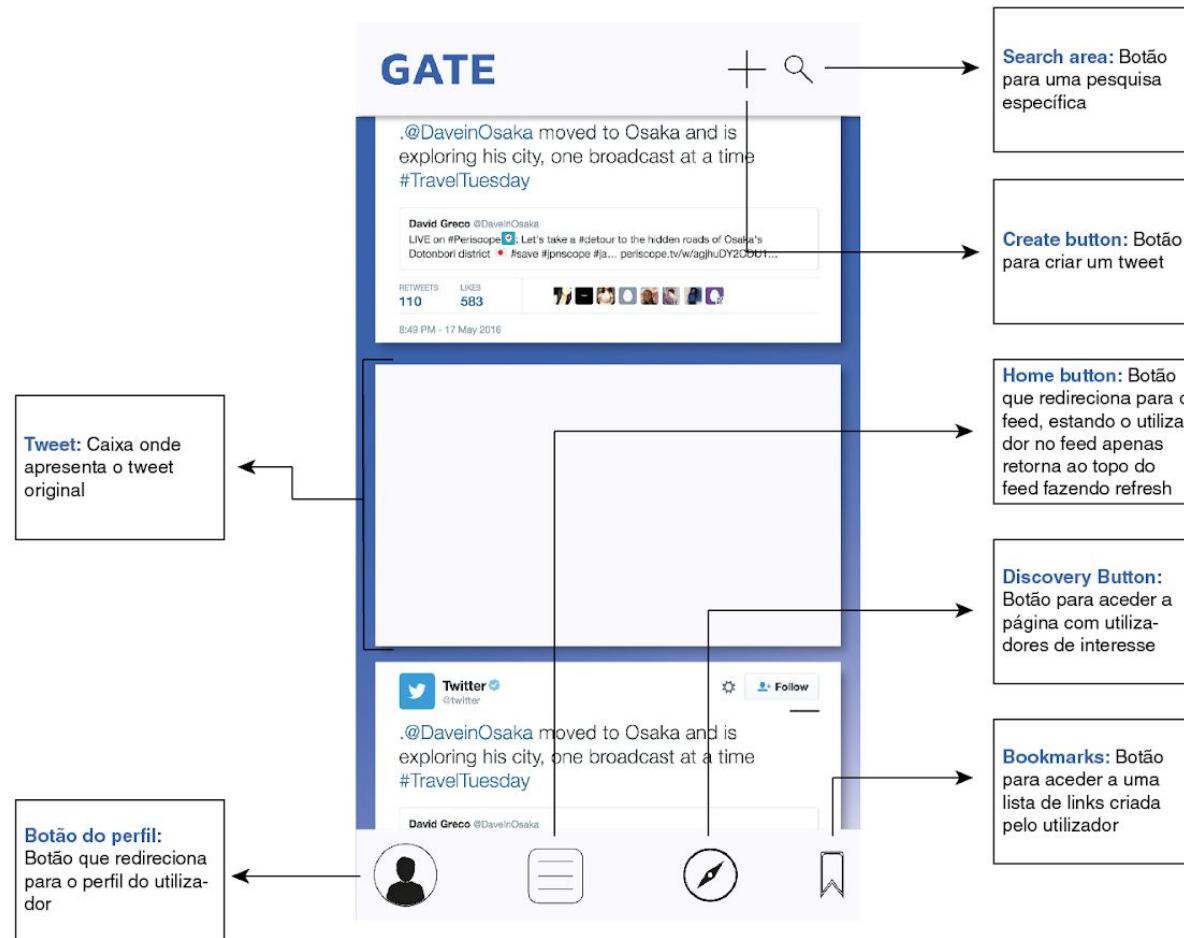 GATE
.@DaveinOsaka moved to Osaka and is
exploring his city, one broadcast at a time
#TravelTuesday
David Greco @DaveInOsaka
LIVE on #Periscope. Let's take a #detour to the hidden roads of Osaka's
Dotonbori district #save #jpnscope #ja... periscope.tv/w/agjhuDY2CDU1...
RETWEETS LIKES
110 583
8:49 PM - 17 May 2016
Twitter
@twitter
Follow
.@DaveinOsaka moved to Osaka and is
exploring his city, one broadcast at a time
#TravelTuesday
David Greco @DaveInOsaka
Tweet: Caixa onde
apresenta o tweet
original
Botão do perfil:
Botão que redireciona
para o perfil do utiliza-
dor
Search area: Botão
para uma pesquisa
específica
Create button: Botão
para criar um tweet
Home button: Botão
que redireciona para
feed, estando o utiliza
dor no feed apenas
retorna ao topo do
feed fazendo refresh
Discovery Button:
Botão para aceder a
página com utiliza-
dores de interesse
Bookmarks: Botão
para aceder a uma
lista de links criada
pelo utilizador